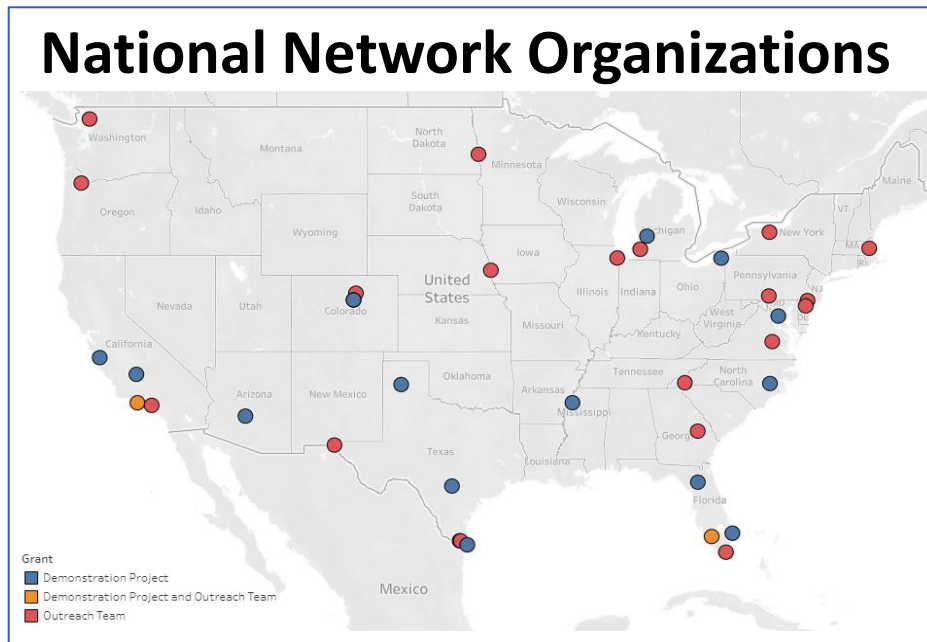 National Network Organizations
Washington
Montana
North
Dakota
Minnesota
Maine
Oregon
Idaho
South
Dakota
Wisconsin
Michigan
VT
New York
Wyoming
MA
RI
Iowa
Nevada
Utah
Colorado
United
States
Illinois
Indiana
Ohio
Pennsylvania
NJ
MD
DE
Kansas
Missouri
West
Virginia
Kentucky
California
Arizona
New Mexico
Oklahoma
Arkansas
Tennessee
North
Carolina
Mississippi
Texas
Louisiana
Florida
Mexico
Grant
Demonstration Project
Demonstration Project and Outreach Team
Outreach Team